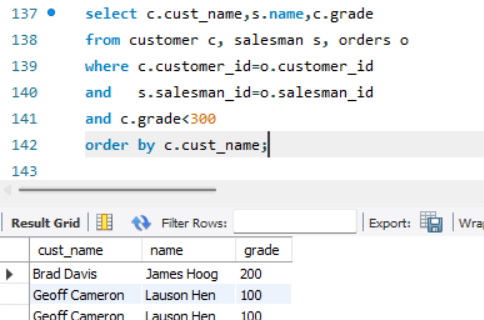 137 select c.cust_name,s.name,c.grade
138 from customer c, salesman s, orders o
139 where c.customer_id=o.customer_id
140 and   s.salesman_id=o.salesman_id
141 and c.grade<300
142 order by c.cust_name;
143
Result Grid Filter Rows: Export: Wra
cust_name name grade
Brad Davis James Hoog 200
Geoff Cameron Lauson Hen 100
Geoff Cameron Lauson Hen 100